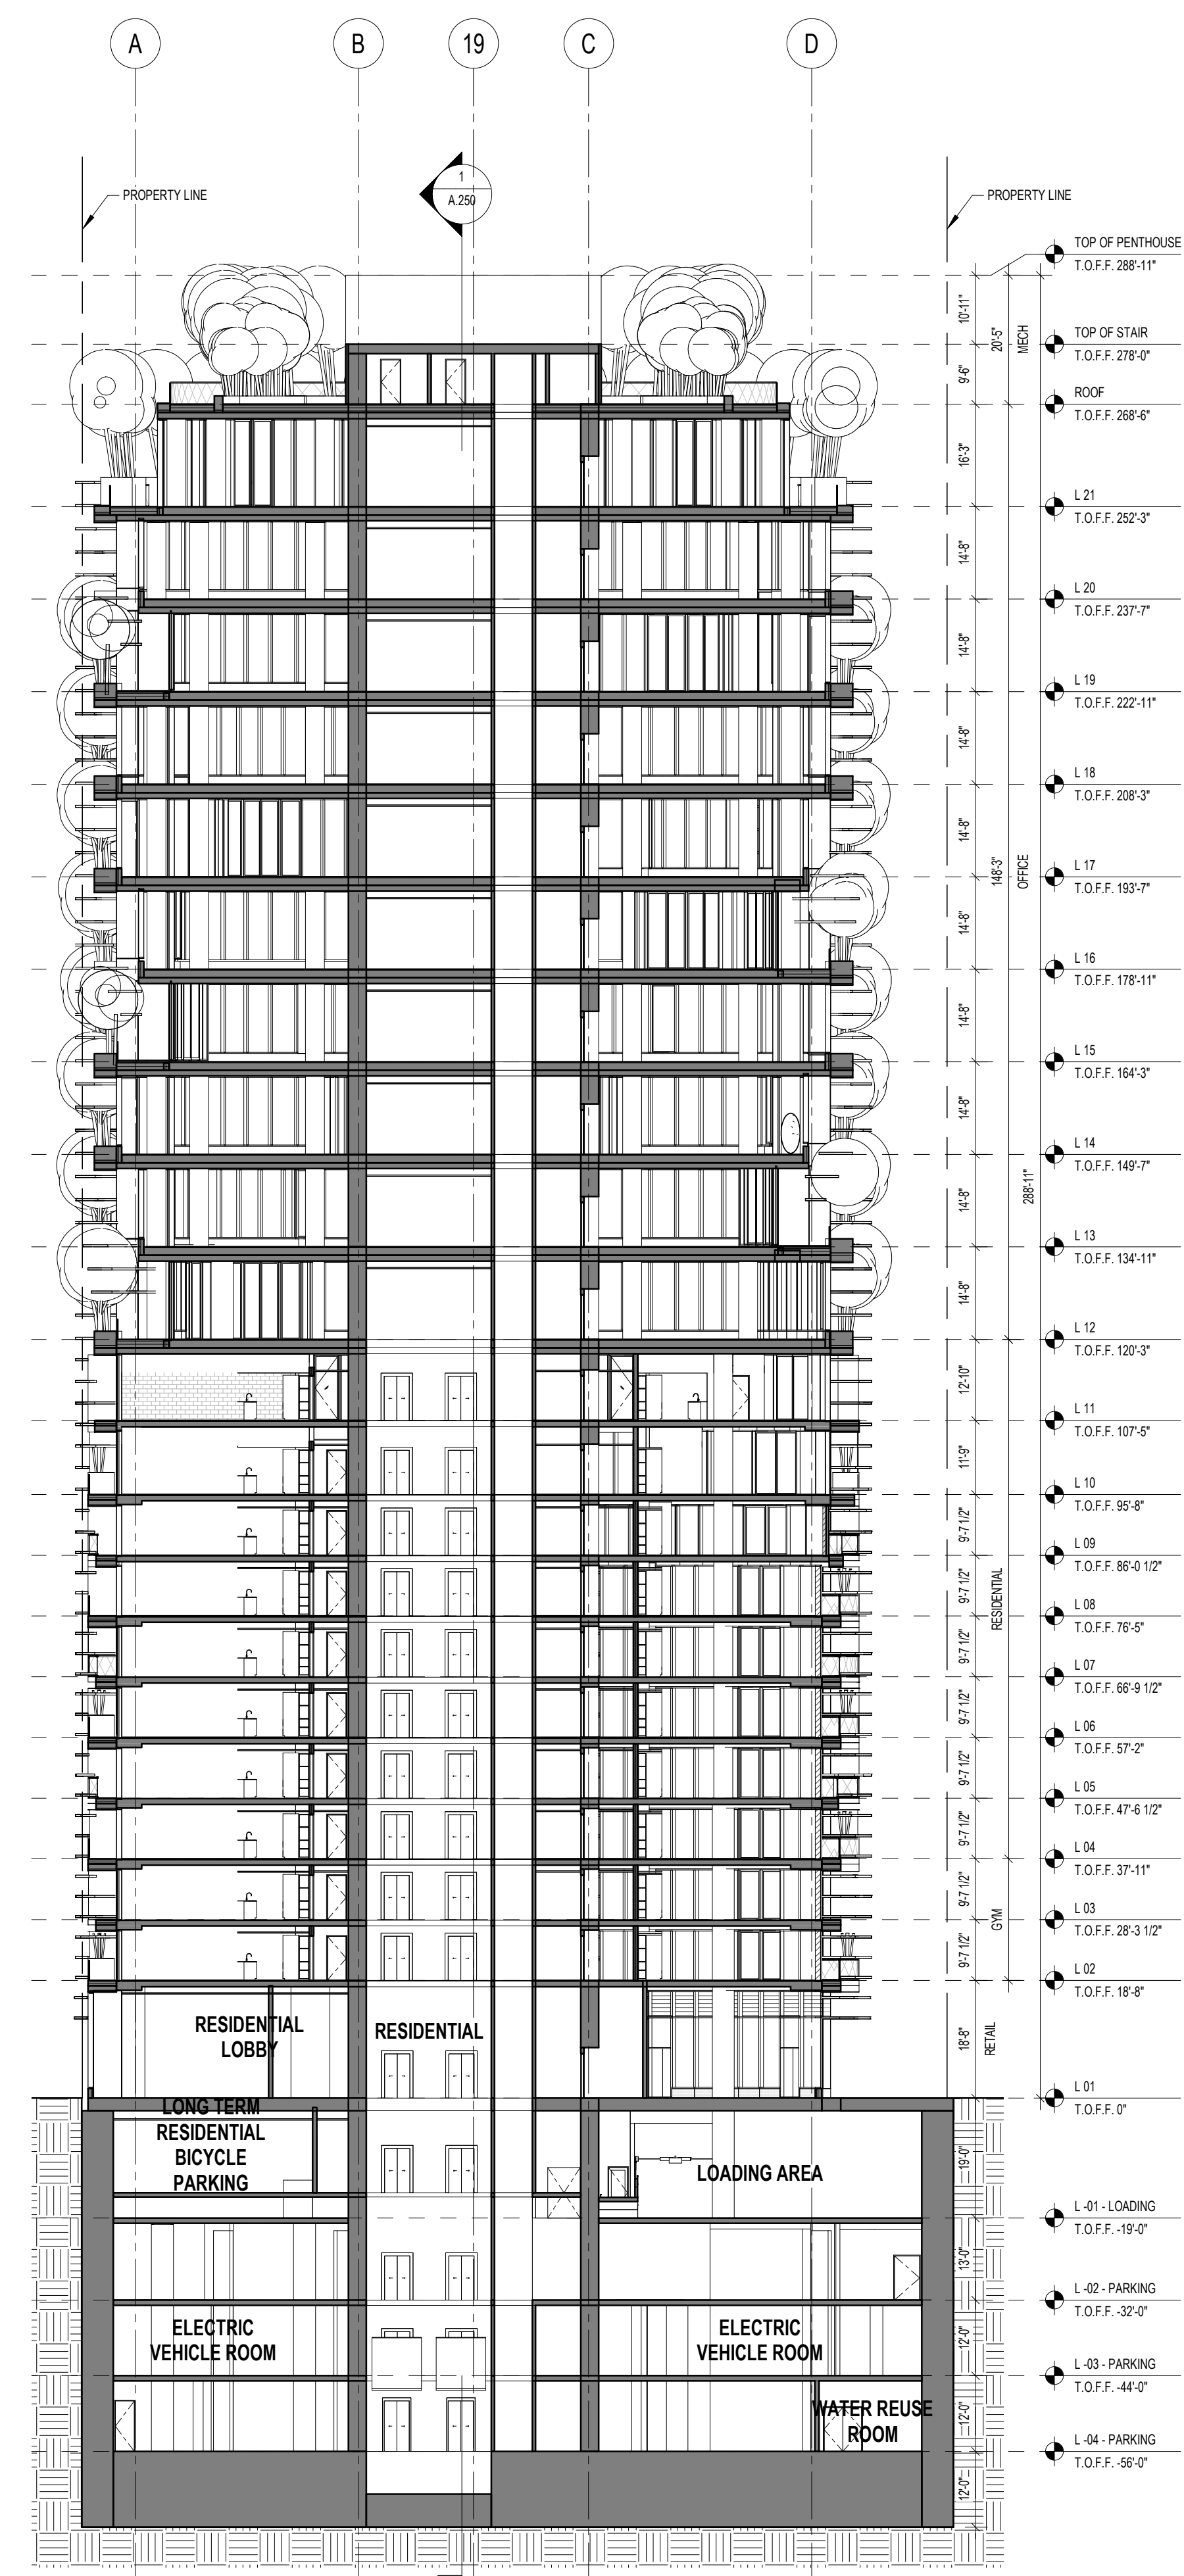 A
B
19
C
D
PROPERTY LINE
1
A.250
PROPERTY LINE
TOP OF PENTHOUSE
T.O.F.F. 288'-11"
10'-11"
20'-5"
MECH
TOP OF STAIR
T.O.F.F. 278'-0"
9'-6"
ROOF
T.O.F.F. 268'-6"
16'-3"
L 21
T.O.F.F. 252'-3"
14'-8"
L 20
T.O.F.F. 237'-7"
14'-8"
L 19
T.O.F.F. 222'-11"
14'-8"
L 18
T.O.F.F. 208'-3"
14'-8"
148'-3"
OFFICE
L 17
T.O.F.F. 193'-7"
14'-8"
L 16
T.O.F.F. 178'-11"
14'-8"
L 15
T.O.F.F. 164'-3"
14'-8"
L 14
T.O.F.F. 149'-7"
14'-8"
288'-11"
L 13
T.O.F.F. 134'-11"
14'-8"
L 12
T.O.F.F. 120'-3"
12'-10"
L 11
T.O.F.F. 107'-5"
11'-9"
L 10
T.O.F.F. 95'-8"
9'-7 1/2"
L 09
T.O.F.F. 86'-0 1/2"
9'-7 1/2"
RESIDENTIAL
L 08
T.O.F.F. 76'-5"
9'-7 1/2"
L 07
T.O.F.F. 66'-9 1/2"
9'-7 1/2"
L 06
T.O.F.F. 57'-2"
9'-7 1/2"
L 05
T.O.F.F. 47'-6 1/2"
9'-7 1/2"
L 04
T.O.F.F. 37'-11"
9'-7 1/2"
L 03
T.O.F.F. 28'-3 1/2"
GYM
9'-7 1/2"
L 02
T.O.F.F. 18'-8"
RESIDENTIAL
LOBBY
RESIDENTIAL
18'-8"
RETAIL
L 01
T.O.F.F. 0"
LONG TERM
RESIDENTIAL
BICYCLE
PARKING
LOADING AREA
19'-0"
L -01 - LOADING
T.O.F.F. -19'-0"
13'-0"
L -02 - PARKING
T.O.F.F. -32'-0"
ELECTRIC
VEHICLE ROOM
ELECTRIC
VEHICLE ROOM
12'-0"
L -03 - PARKING
T.O.F.F. -44'-0"
WATER REUSE
ROOM
12'-0"
L -04 - PARKING
T.O.F.F. -56'-0"
12'-0"